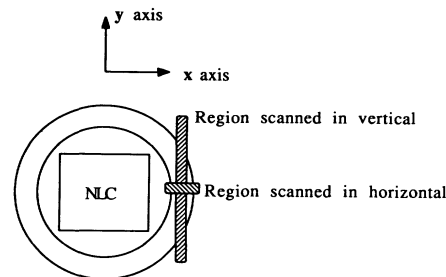 y axis
x axis
Region scanned in vertical
NLC
Region scanned in horizontal